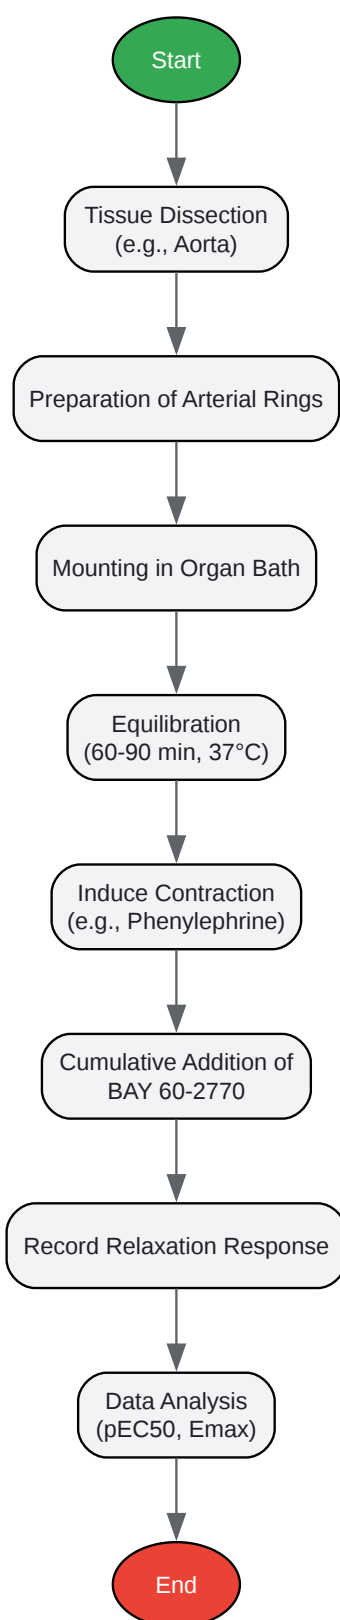 Start
Tissue Dissection
(e.g., Aorta)
Preparation of Arterial Rings
Mounting in Organ Bath
Equilibration
(60-90 min, 37°C)
Induce Contraction
(e.g., Phenylephrine)
Cumulative Addition of
BAY 60-2770
Record Relaxation Response
Data Analysis
(pEC50, Emax)
End